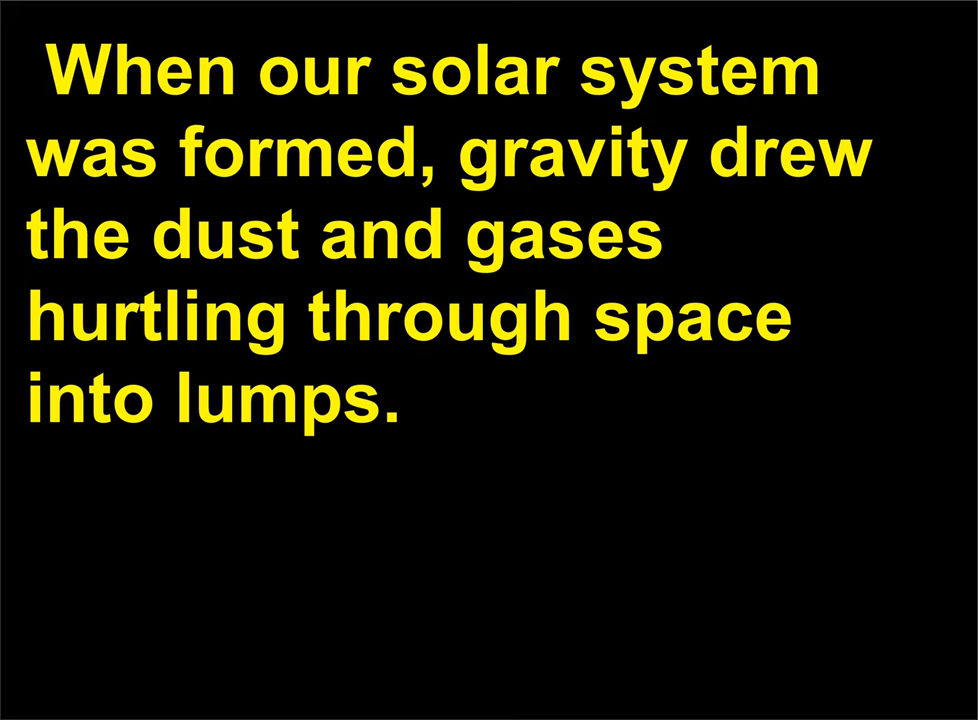 When our solar system
was formed, gravity drew
the dust and gases
hurtling through space
into lumps.